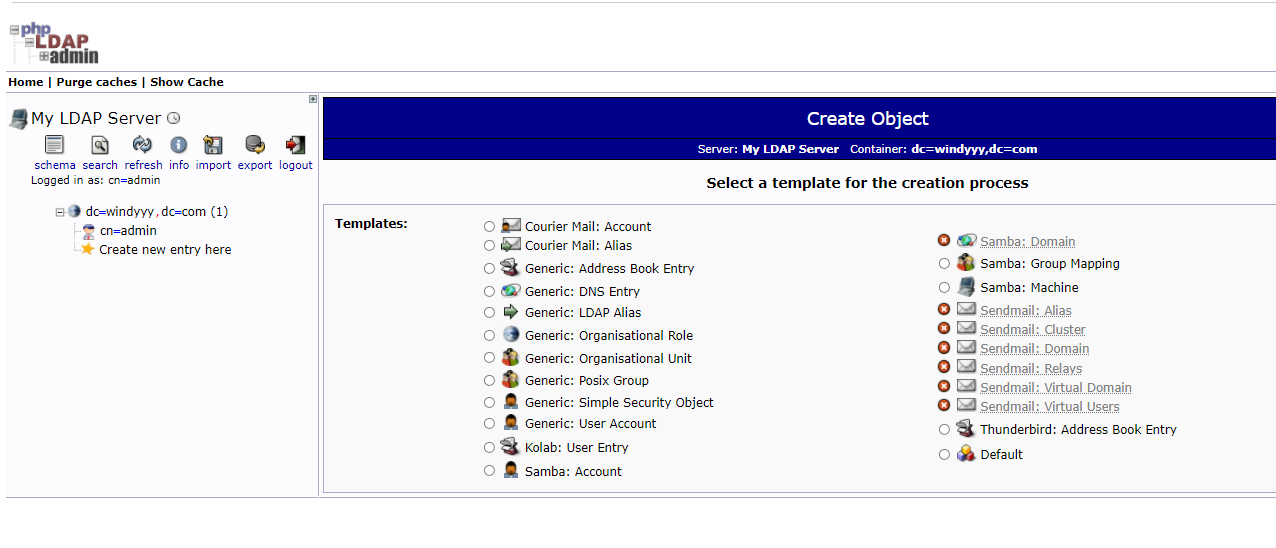 php
LDAP
admin
Home | Purge caches | Show Cache
My LDAP Server
schema search refresh info import export logout
Logged in as: cn=admin
dc=windyyy,dc=com (1)
cn=admin
Create new entry here
Create Object
Server: My LDAP Server Container: dc=windyyy,dc=com
Select a template for the creation process
Templates:
Courier Mail: Account
Courier Mail: Alias
Generic: Address Book Entry
Generic: DNS Entry
Generic: LDAP Alias
Generic: Organisational Role
Generic: Organisational Unit
Generic: Posix Group
Generic: Simple Security Object
Generic: User Account
Kolab: User Entry
Samba: Account
Samba: Domain
Samba: Group Mapping
Samba: Machine
Sendmail: Alias
Sendmail: Cluster
Sendmail: Domain
Sendmail: Relays
Sendmail: Virtual Domain
Sendmail: Virtual Users
Thunderbird: Address Book Entry
Default